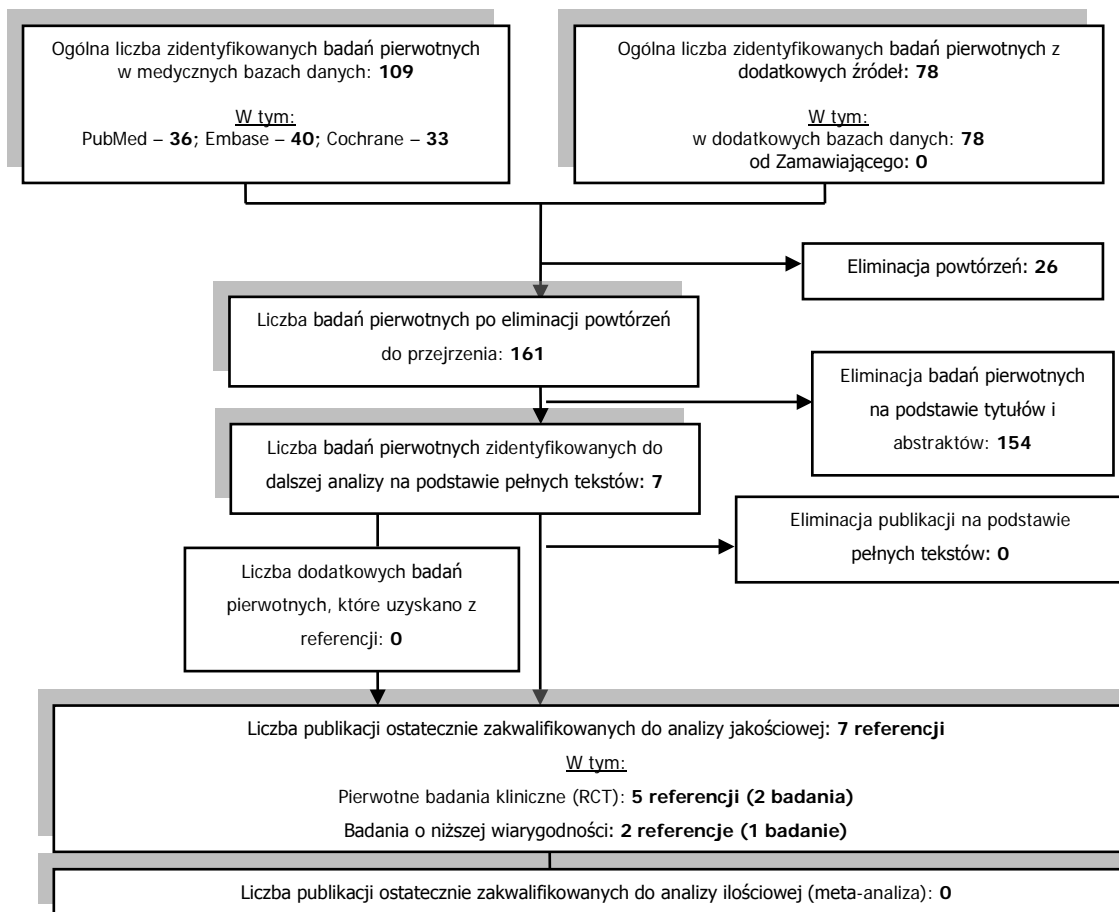 Ogólna liczba zidentyfikowanych badań pierwotnych
w medycznych bazach danych: 109
W tym:
PubMed – 36; Embase – 40; Cochrane – 33
Ogólna liczba zidentyfikowanych badań pierwotnych z
dodatkowych źródeł: 78
W tym:
w dodatkowych bazach danych: 78
od Zamawiającego: 0
Eliminacja powtórzeń: 26
Liczba badań pierwotnych po eliminacji powtórzeń
do przejrzenia: 161
Eliminacja badań pierwotnych
na podstawie tytułów i
abstraktów: 154
Liczba badań pierwotnych zidentyfikowanych do
dalszej analizy na podstawie pełnych tekstów: 7
Eliminacja publikacji na podstawie
pełnych tekstów: 0
Liczba dodatkowych badań
pierwotnych, które uzyskano z
referencji: 0
Liczba publikacji ostatecznie zakwalifikowanych do analizy jakościowej: 7 referencji
W tym:
Pierwotne badania kliniczne (RCT): 5 referencji (2 badania)
Badania o niższej wiarygodności: 2 referencje (1 badanie)
Liczba publikacji ostatecznie zakwalifikowanych do analizy ilościowej (meta-analiza): 0